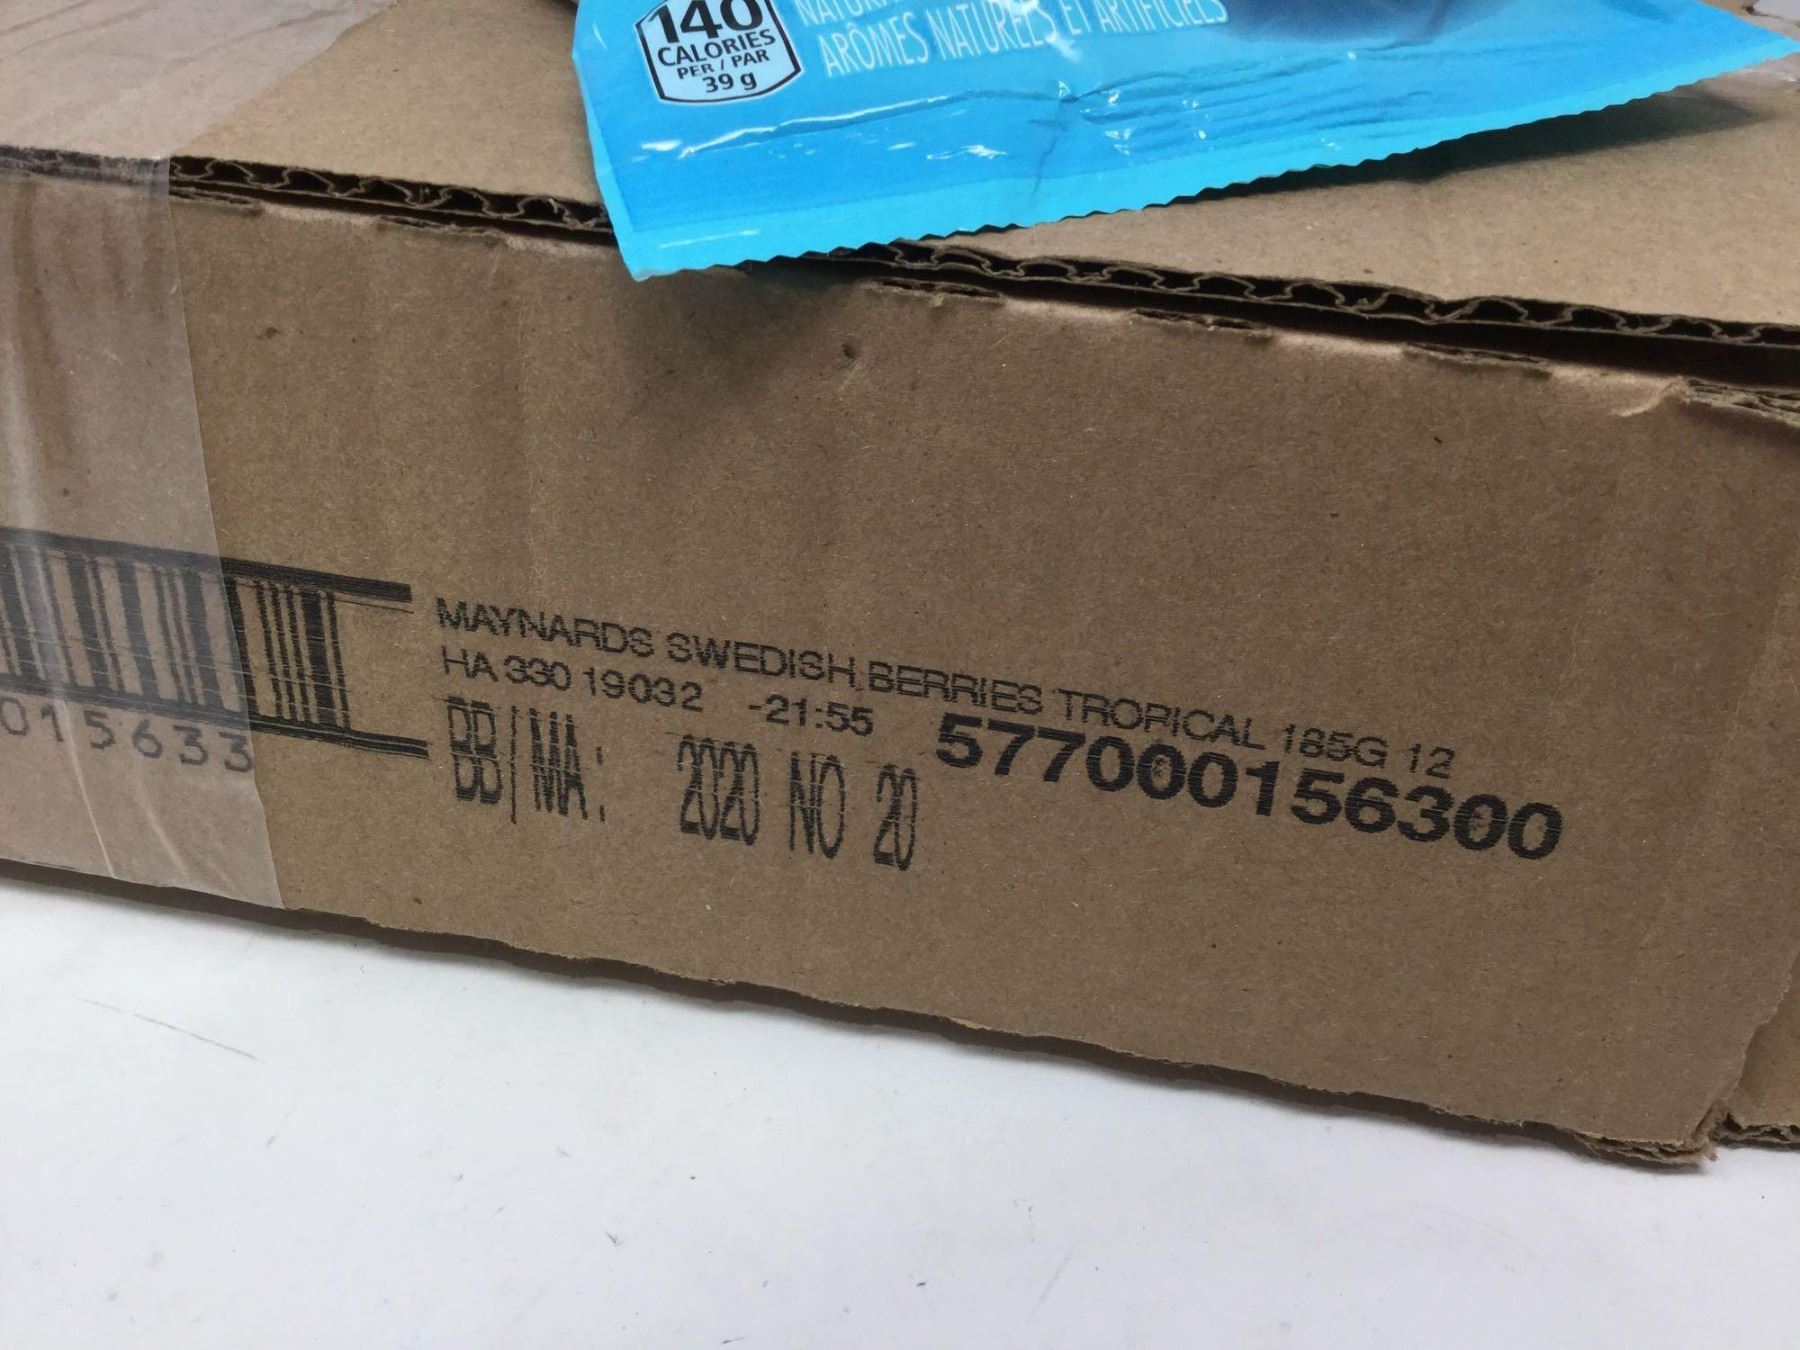 140
CALORIES
PER / PAR
39 g
ARÔMES NATURELS ET ARTIFICIELS
015633
MAYNARDS SWEDISH BERRIES TROPICAL 185G 12
HA 330 19032 -21:55 577000156300
BB/MA: 2020 NO 20